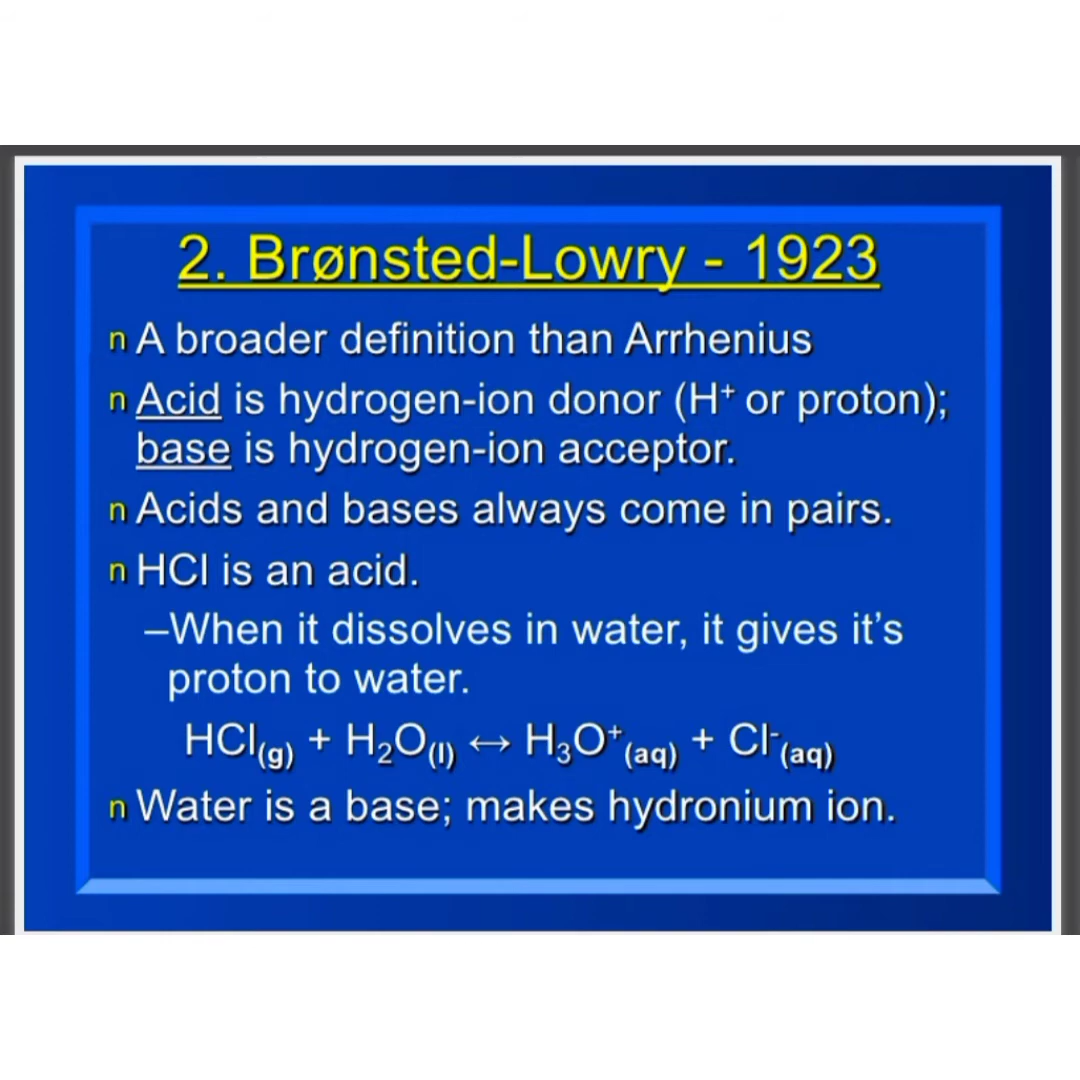 2. Brønsted-Lowry - 1923
n A broader definition than Arrhenius
n Acid is hydrogen-ion donor (H⁺ or proton);
base is hydrogen-ion acceptor.
n Acids and bases always come in pairs.
n HCl is an acid.
–When it dissolves in water, it gives it’s
proton to water.
HCl(g) + H₂O(l) ↔ H₃O⁺(aq) + Cl⁻(aq)
n Water is a base; makes hydronium ion.